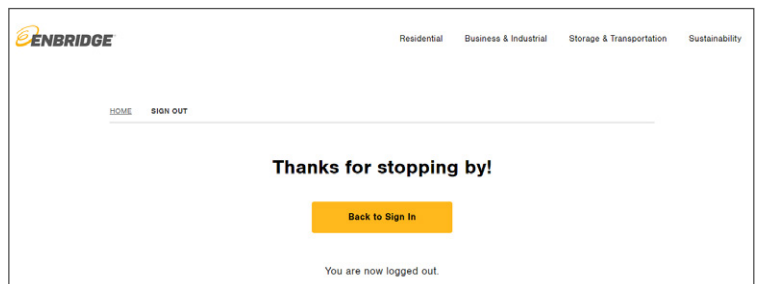 ENBRIDGE
Residential Business & Industrial Storage & Transportation Sustainability
HOME SIGN OUT
Thanks for stopping by!
Back to Sign In
You are now logged out.